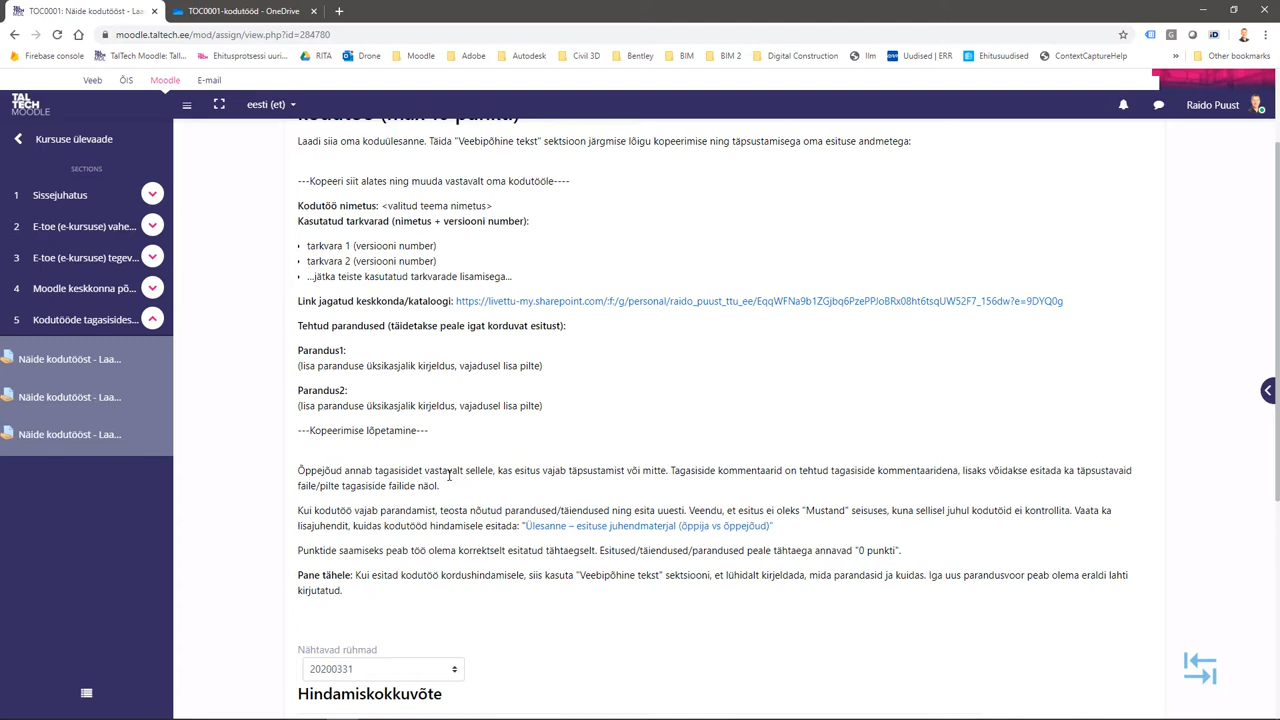 TOC0001: Näide kodutööst - Laa
TOC0001-kodutööd - OneDrive
moodle.taltech.ee/mod/assign/view.php?id=284780
Firebase console
TalTech Moodle: Tall...
Ehitusprotsessi uuri...
RITA
Drone
Moodle
Adobe
Autodesk
Civil 3D
Bentley
BIM
BIM 2
Digital Construction
Ilm
Uudised | ERR
Ehitusuudised
ContextCaptureHelp
»
Other bookmarks
Veeb
ÕIS
Moodle
E-mail
TAL
TECH
MOODLE
eesti (et)
Raido Puust
Kursuse ülevaade
SECTIONS
1 Sissejuhatus
2 E-toe (e-kursuse) vahe...
3 E-toe (e-kursuse) tegev...
4 Moodle keskkonna põ...
5 Kodutööde tagasisides...
Näide kodutööst - Laa...
Näide kodutööst - Laa...
Näide kodutööst - Laa...
Laadi siia oma koduülesanne. Täida "Veebipõhine tekst" sektsioon järgmise lõigu kopeerimise ning täpsustamisega oma esituse andmetega:
---Kopeeri siit alates ning muuda vastavalt oma kodutööle----
Kodutöö nimetus: <valitud teema nimetus>
Kasutatud tarkvarad (nimetus + versiooni number):
tarkvara 1 (versiooni number)
tarkvara 2 (versiooni number)
...jätka teiste kasutatud tarkvarade lisamisega...
Link jagatud keskkonda/kataloogi: https://livettu-my.sharepoint.com/:f:/g/personal/raido_puust_ttu_ee/EqqWFNa9b1ZGjbq6PzePPJoBRx08ht6tsqUW52F7_156dw?e=9DYQ0g
Tehtud parandused (täidetakse peale igat korduvat esitust):
Parandus1:
(lisa paranduse üksikasjalik kirjeldus, vajadusel lisa pilte)
Parandus2:
(lisa paranduse üksikasjalik kirjeldus, vajadusel lisa pilte)
---Kopeerimise lõpetamine---
Õppejõud annab tagasisidet vastavalt sellele, kas esitus vajab täpsustamist või mitte. Tagasiside kommentaarid on tehtud tagasiside kommentaaridena, lisaks võidakse esitada ka täpsustavaid
faile/pilte tagasiside failide näol.
Kui kodutöö vajab parandamist, teosta nõutud parandused/täiendused ning esita uuesti. Veendu, et esitus ei oleks "Mustand" seisuses, kuna sellisel juhul kodutöid ei kontrollita. Vaata ka
lisajuhendit, kuidas kodutööd hindamisele esitada: "Ülesanne – esituse juhendmaterjal (õppija vs õppejõud)"
Punktide saamiseks peab töö olema korrektselt esitatud tähtaegselt. Esitused/täiendused/parandused peale tähtaega annavad "0 punkti".
Pane tähele: Kui esitad kodutöö kordushindamisele, siis kasuta "Veebipõhine tekst" sektsiooni, et lühidalt kirjeldada, mida parandasid ja kuidas. Iga uus parandusvoor peab olema eraldi lahti
kirjutatud.
Nähtavad rühmad
20200331
Hindamiskokkuvõte